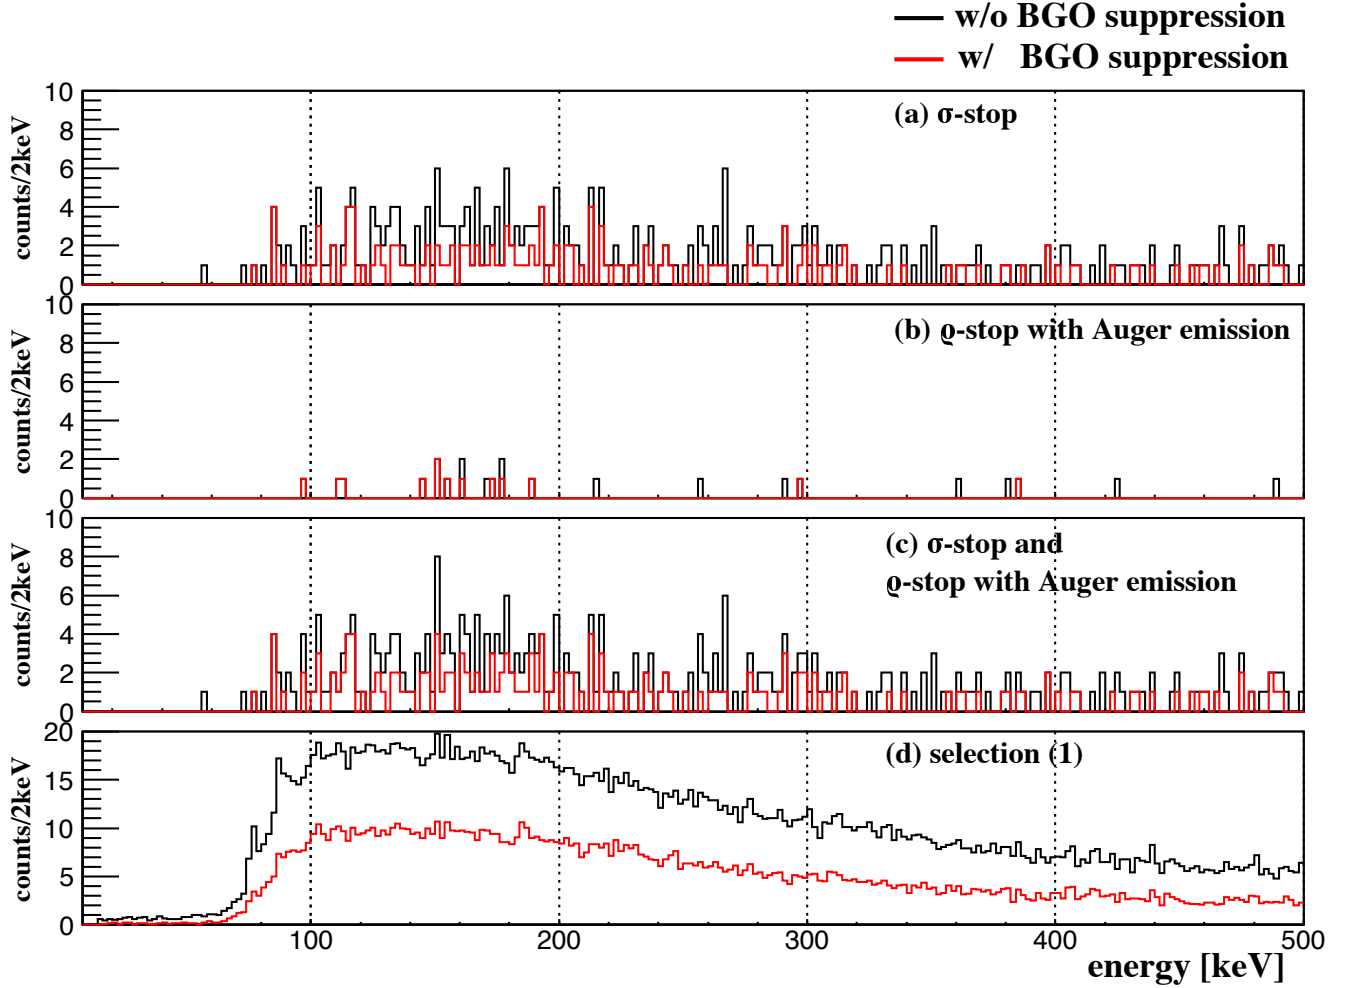 w/o BGO suppression
w/ BGO suppression
10
8
6
4
2
0
counts/2keV
(a) σ-stop
10
8
6
4
2
0
counts/2keV
(b) ϱ-stop with Auger emission
10
8
6
4
2
0
counts/2keV
(c) σ-stop and
ϱ-stop with Auger emission
20
15
10
5
0
counts/2keV
(d) selection (1)
100 200 300 400 500
energy [keV]